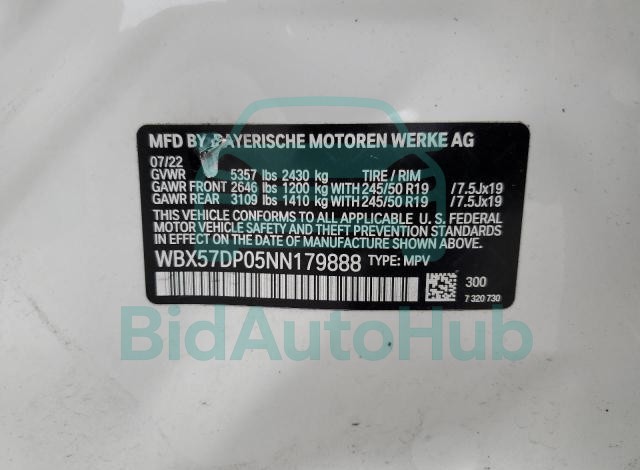 MFD BY BAYERISCHE MOTOREN WERKE AG
07/22
GVWR 5357 lbs 2430 kg TIRE / RIM
GAWR FRONT 2646 lbs 1200 kg WITH 245/50 R19 /7.5Jx19
GAWR REAR 3109 lbs 1410 kg WITH 245/50 R19 /7.5Jx19
THIS VEHICLE CONFORMS TO ALL APPLICABLE U. S. FEDERAL
MOTOR VEHICLE SAFETY AND THEFT PREVENTION STANDARDS
IN EFFECT ON THE DATE OF MANUFACTURE SHOWN ABOVE.
WBX57DP05NN179888 TYPE: MPV
300
7 320 730
BidAutoHub